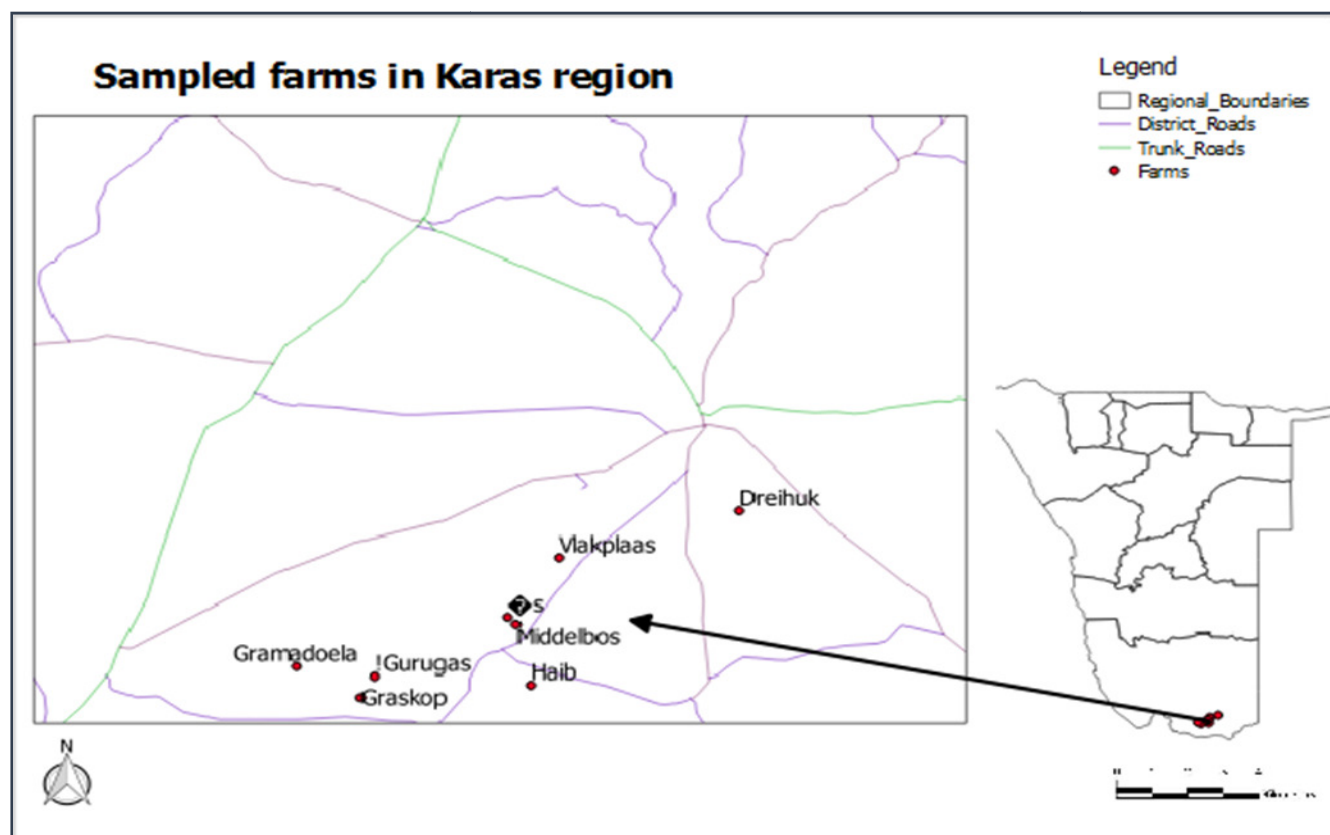 Sampled farms in Karas region
Legend
Regional_Boundaries
District_Roads
Trunk_Roads
Farms
Dreihuk
Vlakplaas
s
Middelbos
Gramadoela
!Gurugas
Haib
Graskop
N